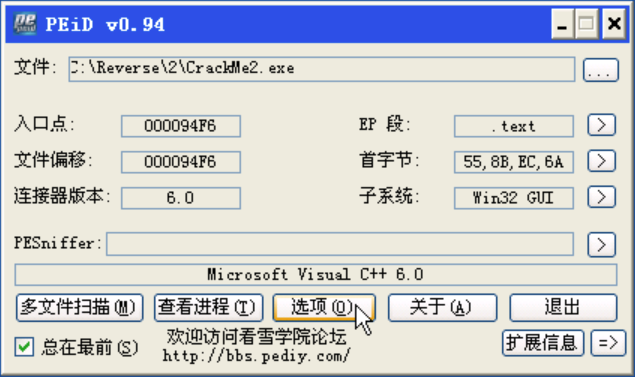 PEiD v0.94
文件: C:\Reverse\2\CrackMe2.exe ...
入口点: 000094F6 EP 段: .text >
文件偏移: 000094F6 首字节: 55,8B,EC,6A >
连接器版本: 6.0 子系统: Win32 GUI >
PESniffer: >
Microsoft Visual C++ 6.0
多文件扫描(M) 查看进程(T) 选项(O) 关于(A) 退出
总在最前(S) 欢迎访问看雪学院论坛 扩展信息 =>
http://bbs.pediy.com/